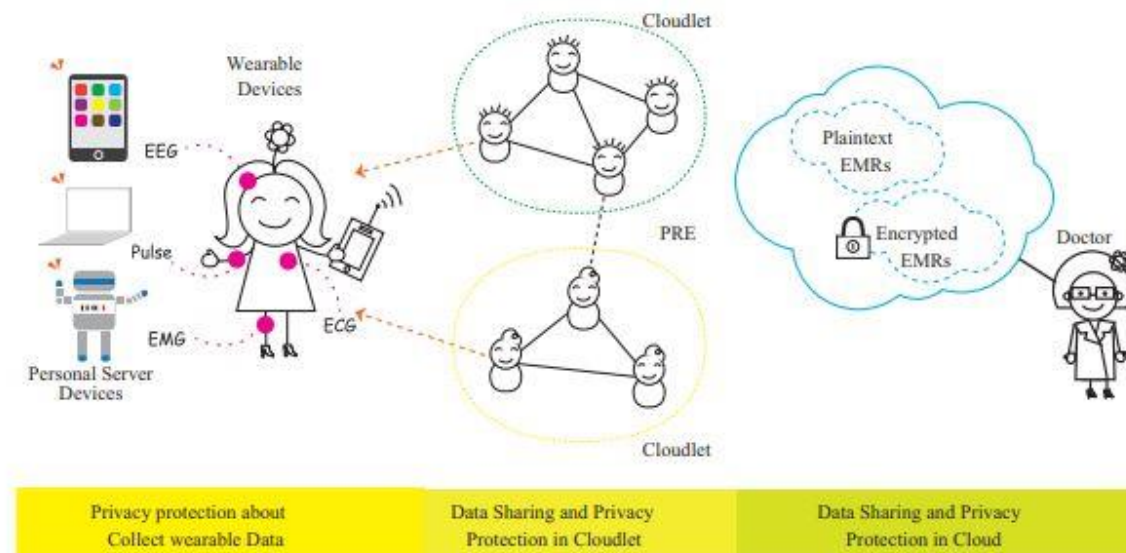 Cloudlet
Wearable
Devices
EEG
Plaintext
EMRs
PRE
Encrypted
EMRs
Doctor
Pulse
ECG
EMG
Personal Server
Devices
Cloudlet
Privacy protection about
Collect wearable Data
Data Sharing and Privacy
Protection in Cloudlet
Data Sharing and Privacy
Protection in Cloud